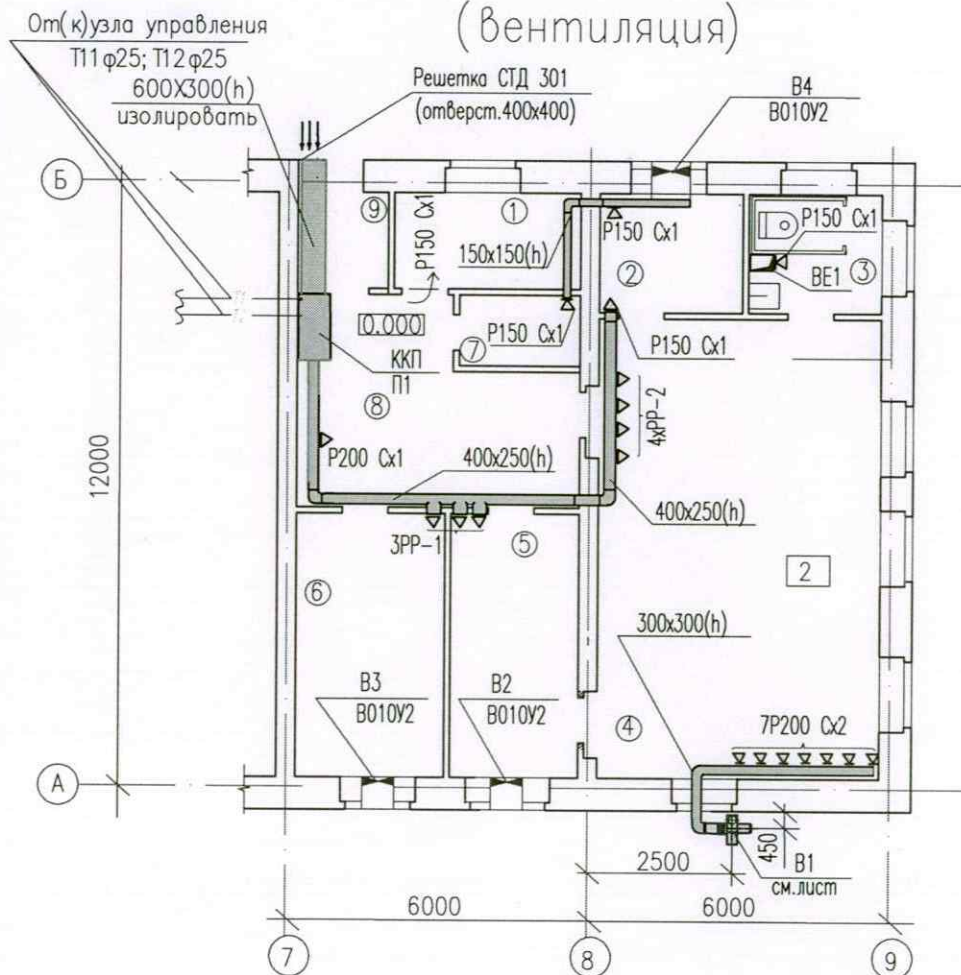 (вентиляция)
От(к)узла управления
Т11 ф25; Т12 ф25
600Х300(h)
изолировать
Решетка СТД 301
(отверст.400х400)
В4
В010У2
Б
9
Р150 Сх1
1
150х150(h)
Р150 Сх1
2
Р150 Сх1
ВЕ1
3
0.000
Р150 Сх1
7
Р150 Сх1
ККП
П1
8
4хРР-2
Р200 Сх1
400х250(h)
400х250(h)
12000
3РР-1
5
2
6
300х300(h)
В3
В010У2
В2
В010У2
4
7Р200 Сх2
А
450
2500
В1
см.лист
6000
6000
7
8
9